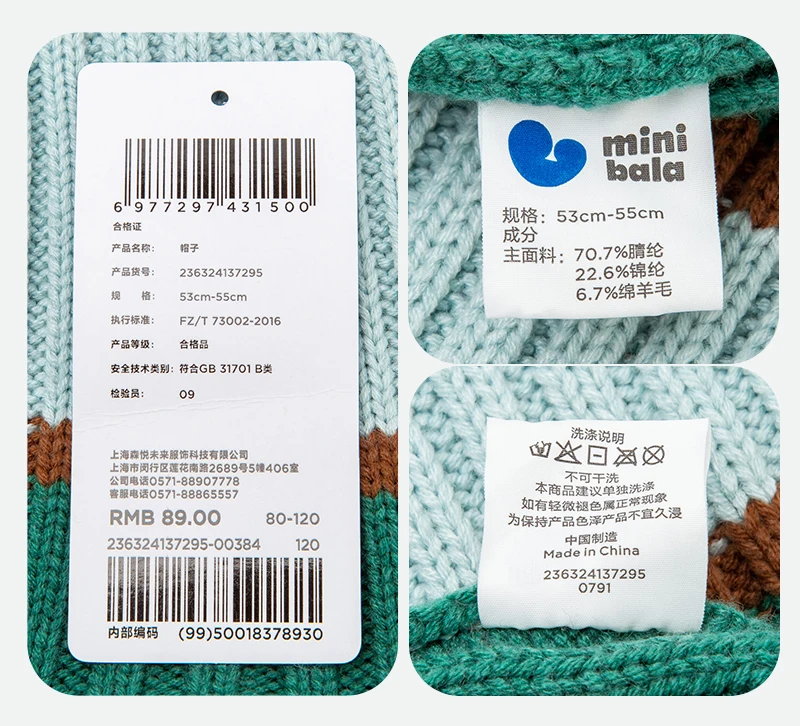 6 977297 431500
合格证
产品名称： 帽子
产品货号： 236324137295
规 格： 53cm-55cm
执行标准： FZ/T 73002-2016
产品等级： 合格品
安全技术类别： 符合GB 31701 B类
检验员： 09
上海森悦未来服饰科技有限公司
上海市闵行区莲花南路2689号5幢406室
公司电话0571-88907778
客服电话0571-88865557
RMB 89.00 80-120
236324137295-00384 120
内部编码 (99)50018378930
mini
bala
规格：53cm-55cm
成分
主面料：70.7%腈纶
22.6%锦纶
6.7%绵羊毛
洗涤说明
不可干洗
本商品建议单独洗涤
如有轻微褪色属正常现象
为保持产品色泽产品不宜久浸
中国制造
Made in China
236324137295
0791